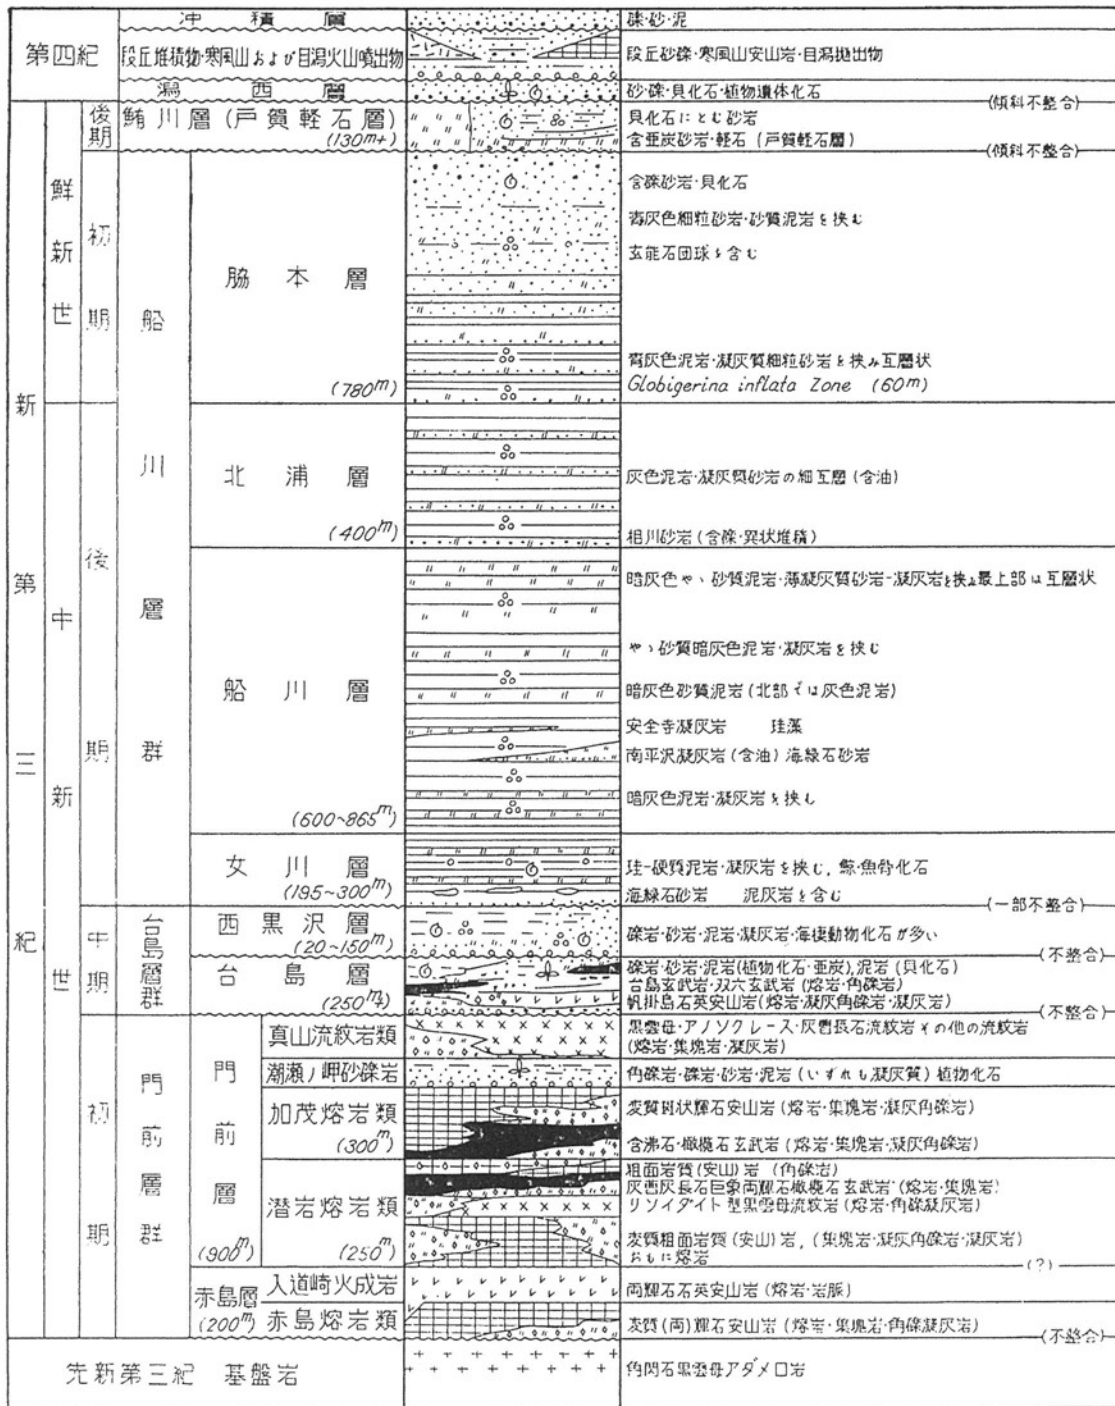 第四紀
沖積層
礫·砂·泥
段丘堆積物·寒風山および目潟火山噴出物
段丘砂礫·寒風山安山岩·目潟抛出物
潟西層
砂·礫·貝化石·植物遺体化石
(傾斜不整合)
新第三紀
鮮新世
後期
鮪川層(戸賀軽石層)
(130m+)
貝化石にとむ砂岩
含亜炭砂岩·軽石(戸賀軽石層)
(傾斜不整合)
初期
船川層群
脇本層
(780m)
含礫砂岩·貝化石
青灰色細粒砂岩·砂質泥岩を挟む
玄能石団球を含む
青灰色泥岩·凝灰質細粒砂岩を挟み互層状
Globigerina inflata Zone (60m)
中新世
後期
北浦層
(400m)
灰色泥岩·凝灰質砂岩の細互層(含油)
相川砂岩(含礫·異状堆積)
船川層
(600~865m)
暗灰色やゝ砂質泥岩·薄凝灰質砂岩-凝灰岩を挟み最上部は互層状
やゝ砂質暗灰色泥岩·凝灰岩を挟む
暗灰色砂質泥岩(北部では灰色泥岩)
安全寺凝灰岩 珪藻
南平沢凝灰岩(含油)海緑石砂岩
暗灰色泥岩·凝灰岩を挟む
女川層
(195~300m)
珪-硬質泥岩·凝灰岩を挟む,鯨·魚骨化石
海緑石砂岩 泥灰岩を含む
(一部不整合)
中期
台島層群
西黒沢層
(20~150m)
礫岩·砂岩·泥岩·凝灰岩·海棲動物化石が多い
(不整合)
台島層
(250m±)
礫岩·砂岩·泥岩(植物化石·亜炭),泥岩(貝化石)
台島玄武岩·双六玄武岩(熔岩·角礫岩)
帆掛島石英安山岩(熔岩·凝灰角礫岩·凝灰岩)
(不整合)
初期
門前層群
門前層
(900m)
真山流紋岩類
黒雲母·アノソクレース·灰曹長石流紋岩その他の流紋岩
(熔岩·集塊岩·凝灰岩)
潮瀬ノ岬砂礫岩
角礫岩·礫岩·砂岩·泥岩(いずれも凝灰質)植物化石
加茂熔岩類
(300m)
変質斑状輝石安山岩(熔岩·集塊岩·凝灰角礫岩)
含沸石·橄欖石玄武岩(熔岩·集塊岩·凝灰角礫岩)
潜岩熔岩類
(250m)
粗面岩質(安山)岩 (角礫岩)
灰曹灰長石巨象両輝石橄欖石玄武岩(熔岩·集塊岩)
リソイダイト型黒雲母流紋岩(熔岩·角礫凝灰岩)
変質粗面岩質(安山)岩,(集塊岩·凝灰角礫岩·凝灰岩)
おもに熔岩
(?)
赤島層
(200m)
入道崎火成岩
両輝石石英安山岩(熔岩·岩脈)
赤島熔岩類
変質(両)輝石安山岩(熔岩·集塊岩·角礫凝灰岩)
(不整合)
先新第三紀 基盤岩
角閃石黒雲母アダメロ岩